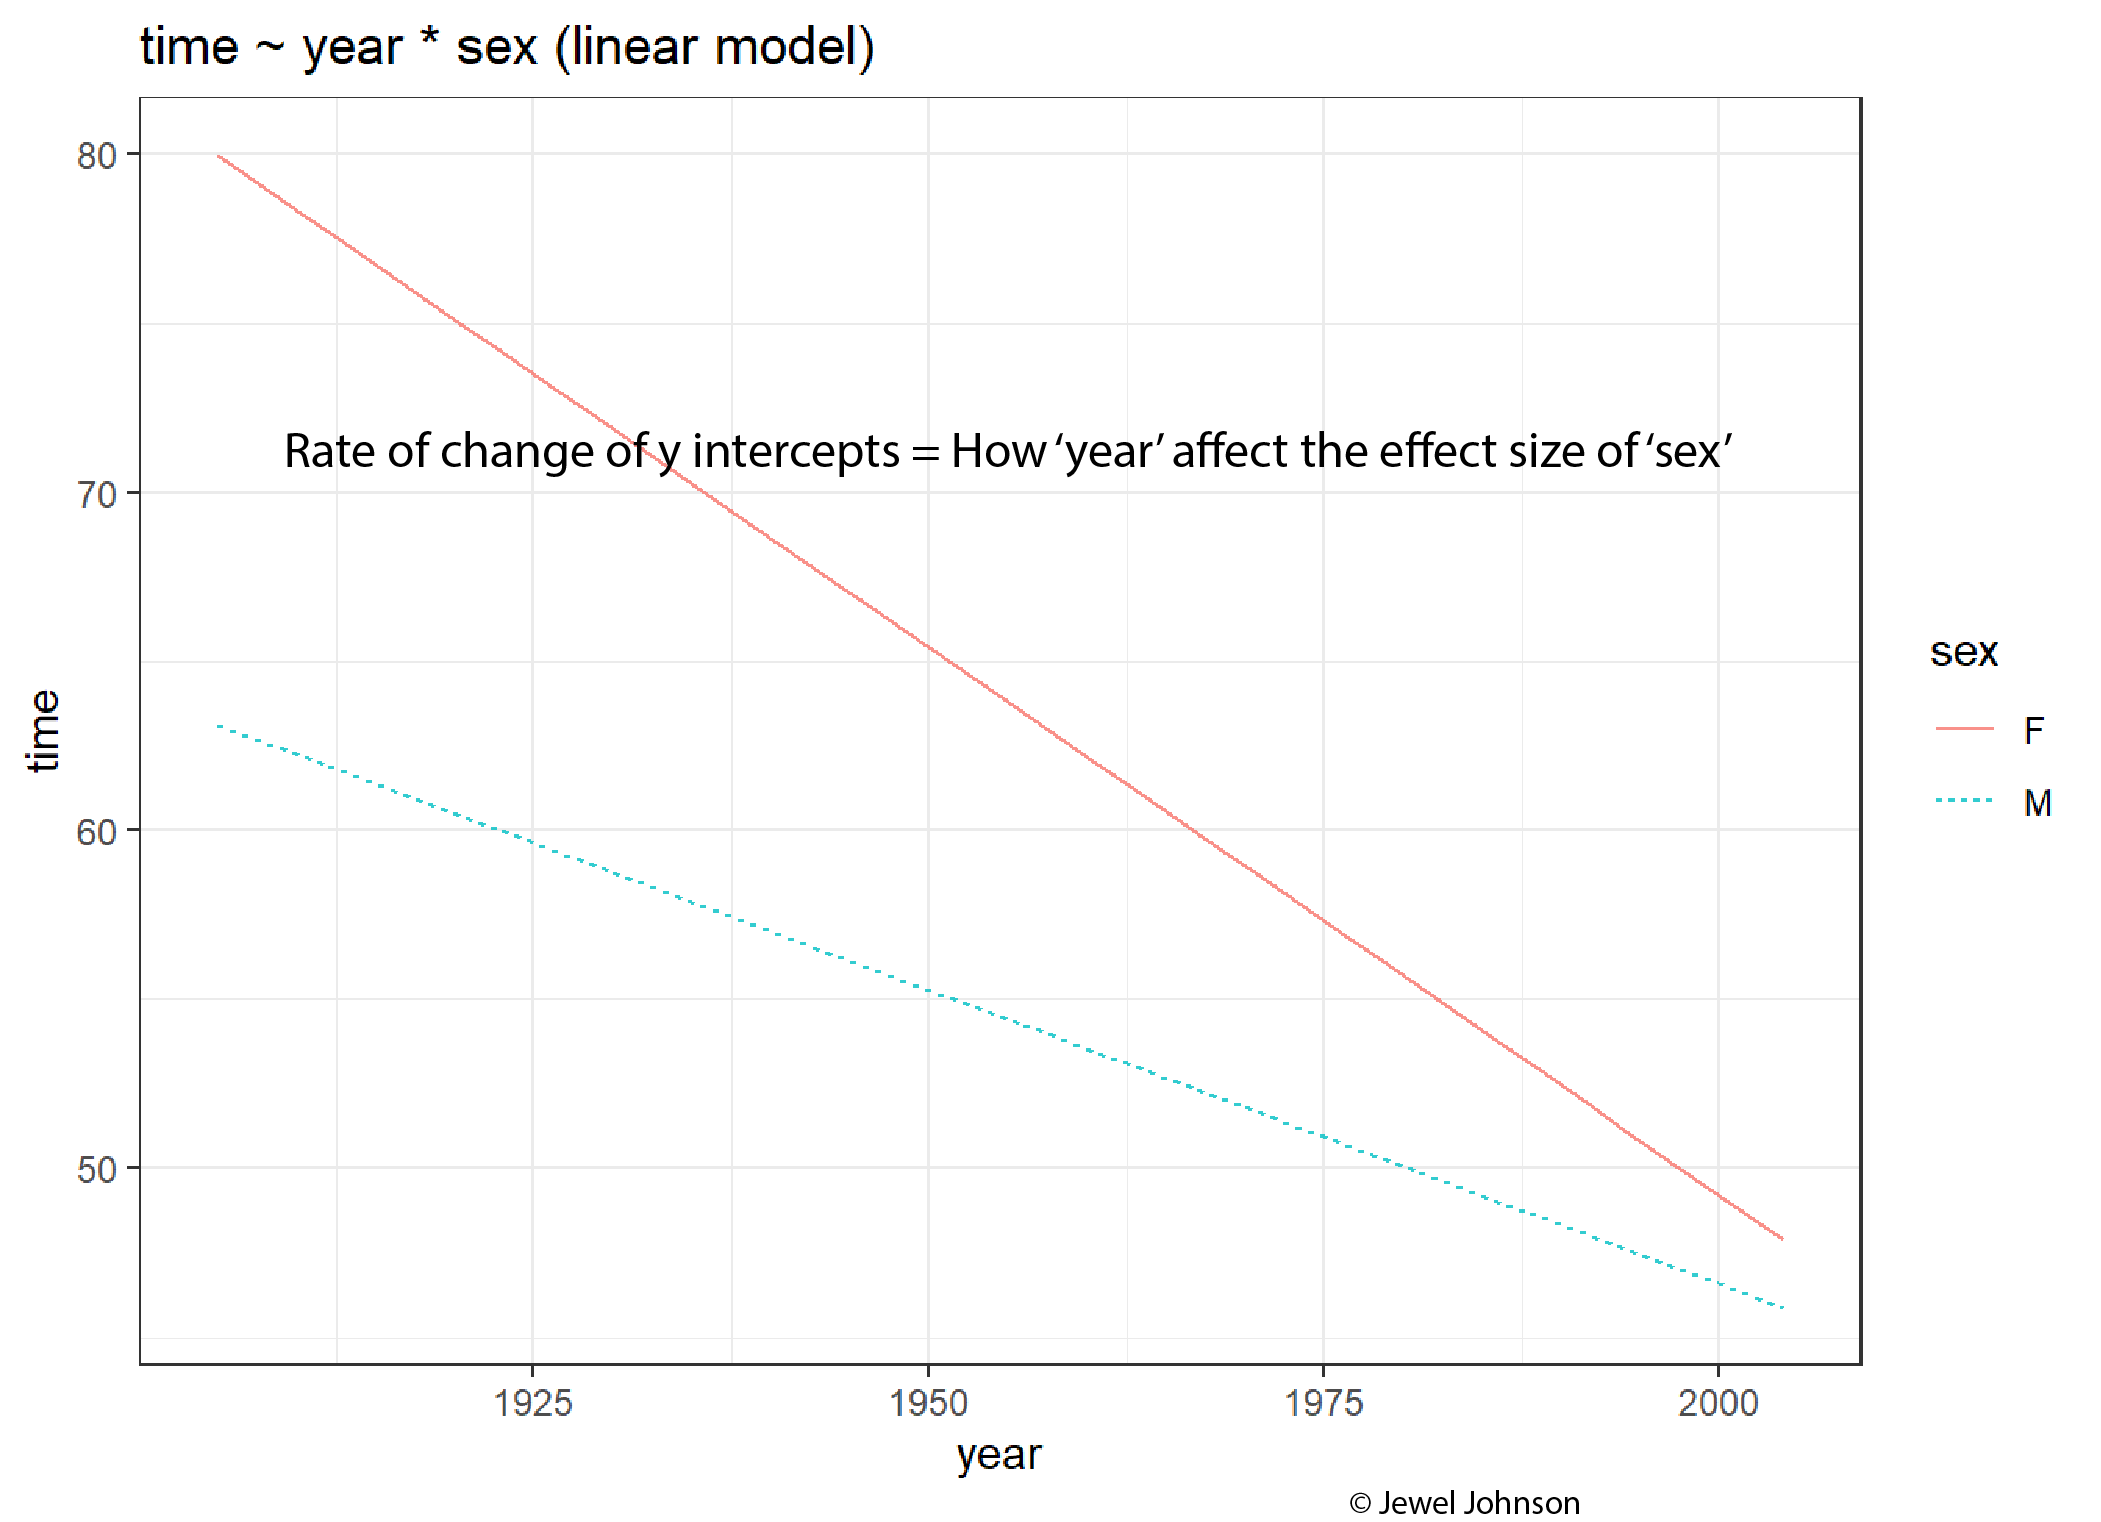 time ~ year * sex (linear model)
80
Rate of change of y intercepts = How ‘year’ affect the effect size of ‘sex’
70
sex
time
F
M
60
50
1925 1950 1975 2000
year
© Jewel Johnson